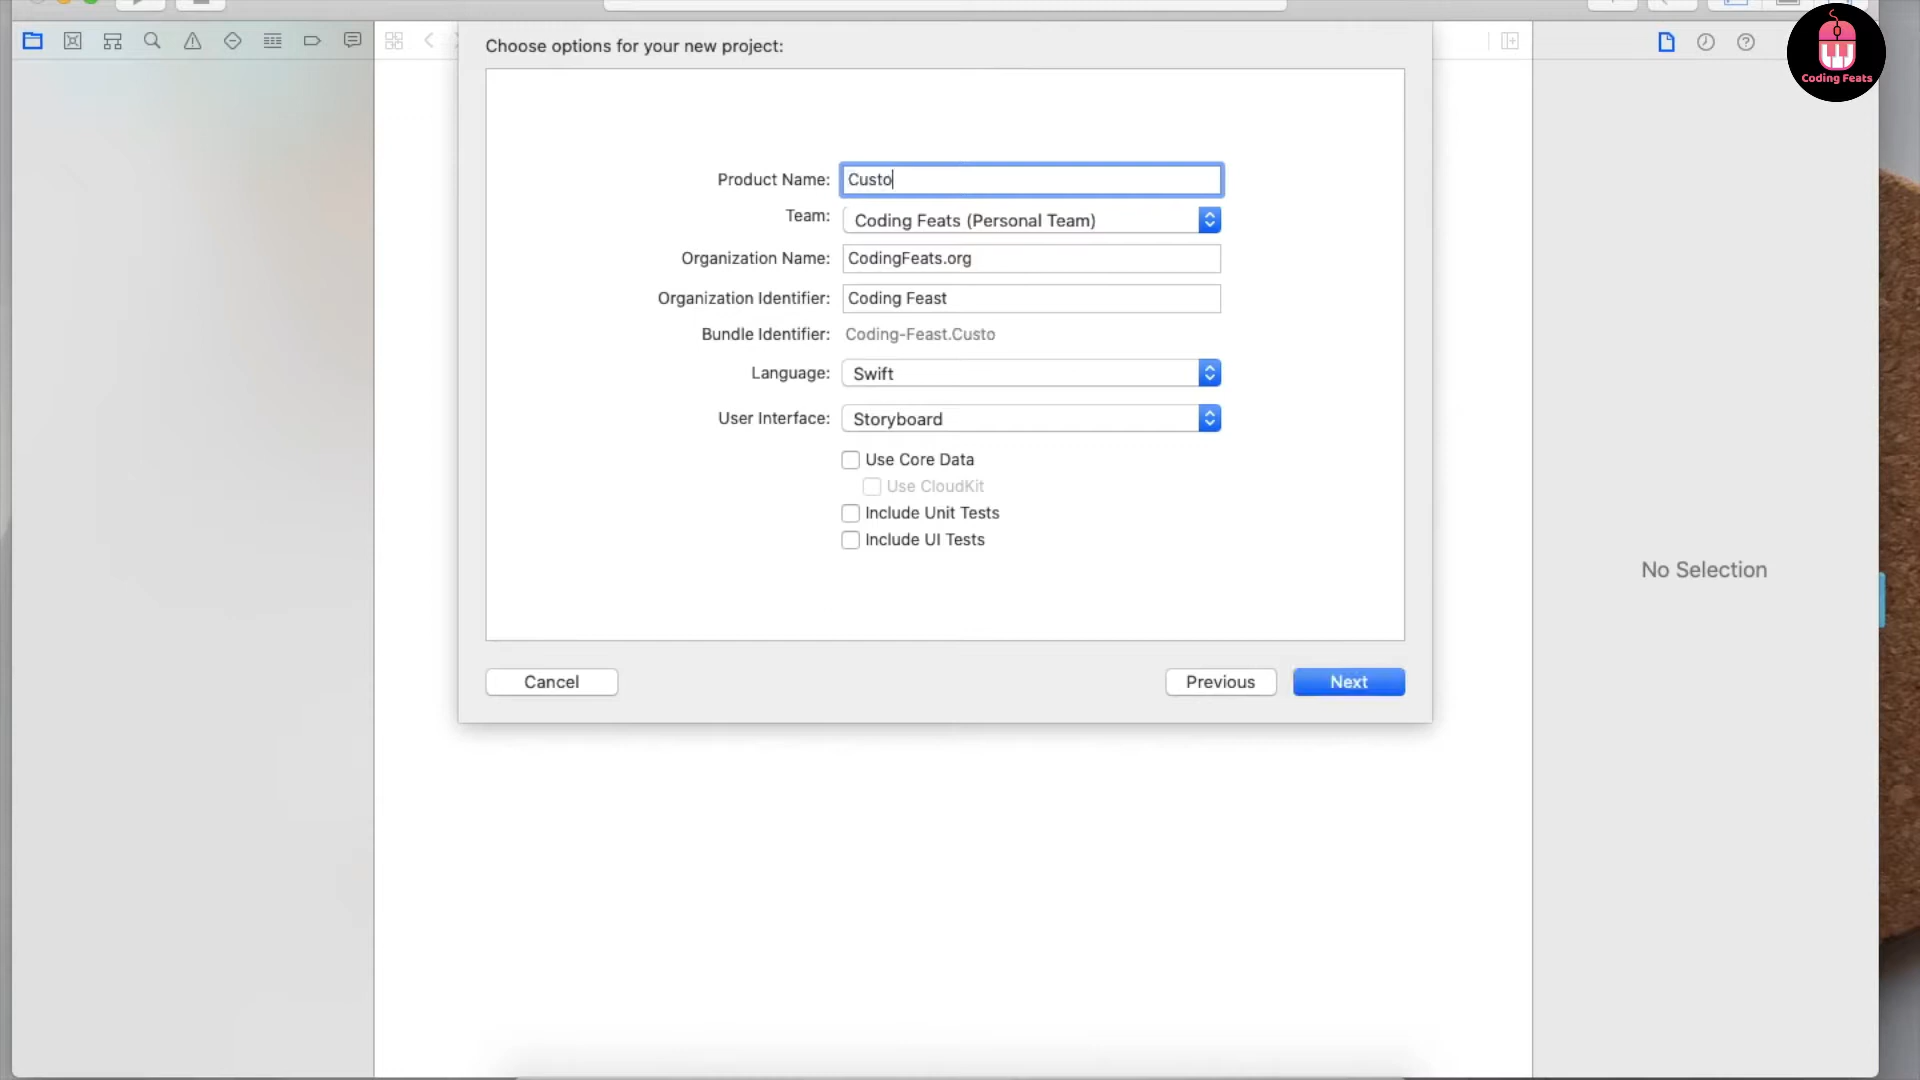 Choose options for your new project:
Coding Feats
Product Name: Custo
Team: Coding Feats (Personal Team)
Organization Name: CodingFeats.org
Organization Identifier: Coding Feast
Bundle Identifier: Coding-Feast.Custo
Language: Swift
User Interface: Storyboard
Use Core Data
Use CloudKit
Include Unit Tests
Include UI Tests
No Selection
Cancel
Previous
Next